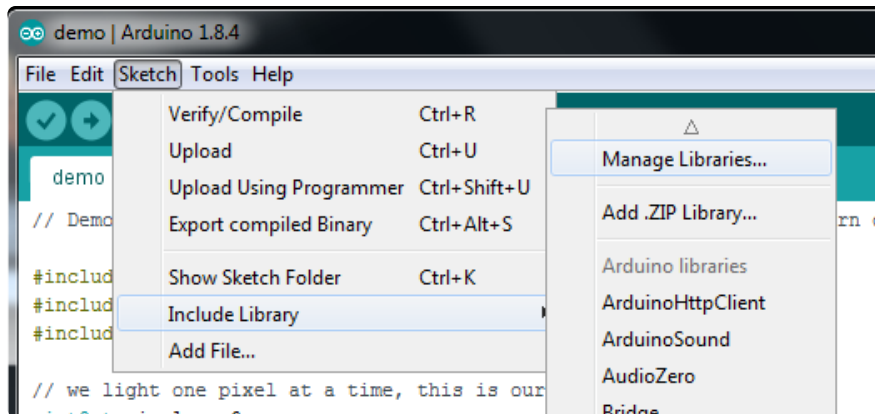 demo | Arduino 1.8.4
File Edit Sketch Tools Help
Verify/Compile Ctrl+R
Upload Ctrl+U
Upload Using Programmer Ctrl+Shift+U
Export compiled Binary Ctrl+Alt+S
Show Sketch Folder Ctrl+K
Include Library
Add File...
Manage Libraries...
Add .ZIP Library...
Arduino libraries
ArduinoHttpClient
ArduinoSound
AudioZero
Bridge
demo
// Demo
#includ
#includ
#includ
// we light one pixel at a time, this is our